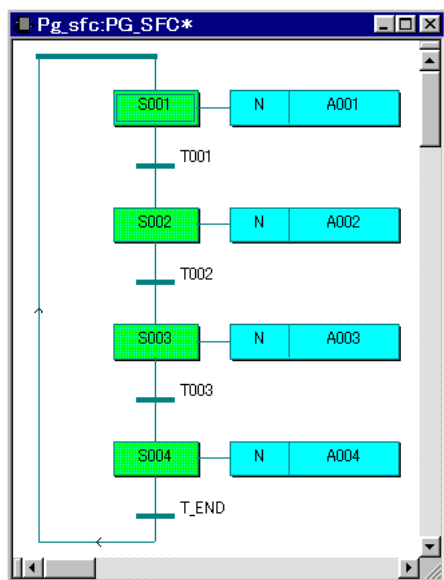 Pg_sfc:PG_SFC*
S001 N A001
T001
S002 N A002
T002
S003 N A003
T003
S004 N A004
T_END